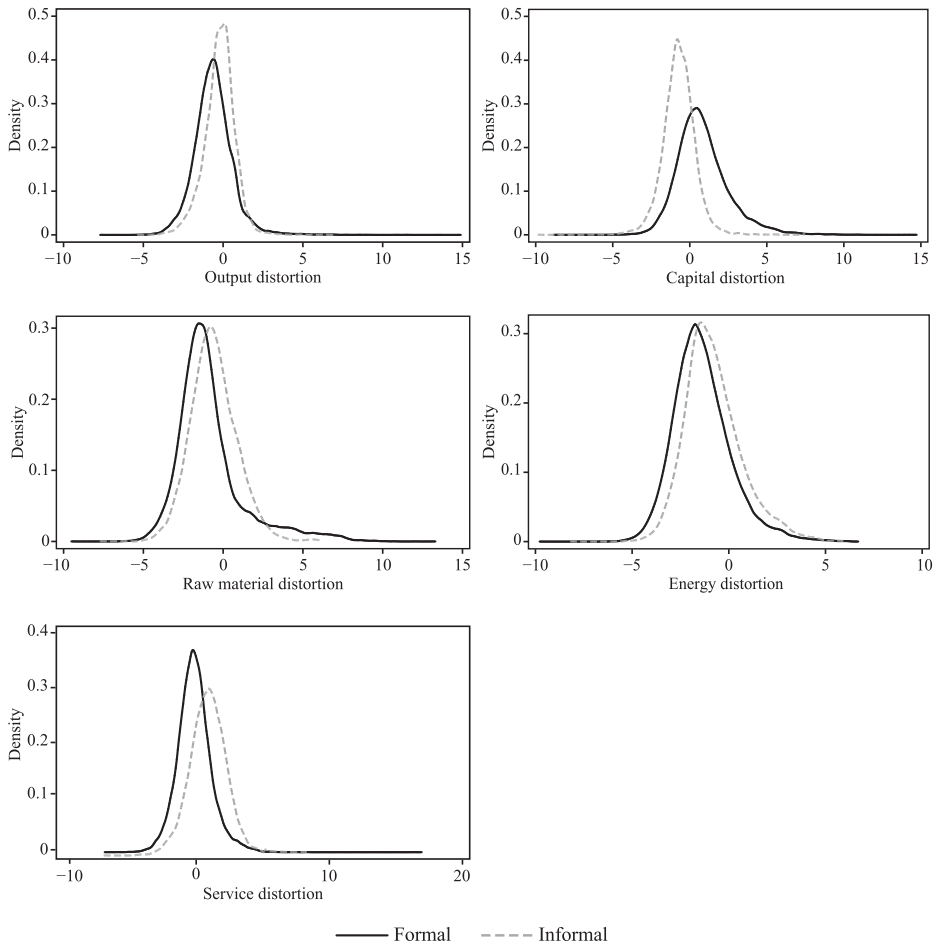 0.5
0.4
0.3
0.2
0.1
0
Density
−10 −5 0 5 10 15
Output distortion
0.5
0.4
0.3
0.2
0.1
0
Density
−10 −5 0 5 10 15
Capital distortion
0.3
0.2
0.1
0
Density
−10 −5 0 5 10 15
Raw material distortion
0.3
0.2
0.1
0
Density
−10 −5 0 5 10
Energy distortion
0.4
0.3
0.2
0.1
0
Density
−10 0 10 20
Service distortion
Formal Informal